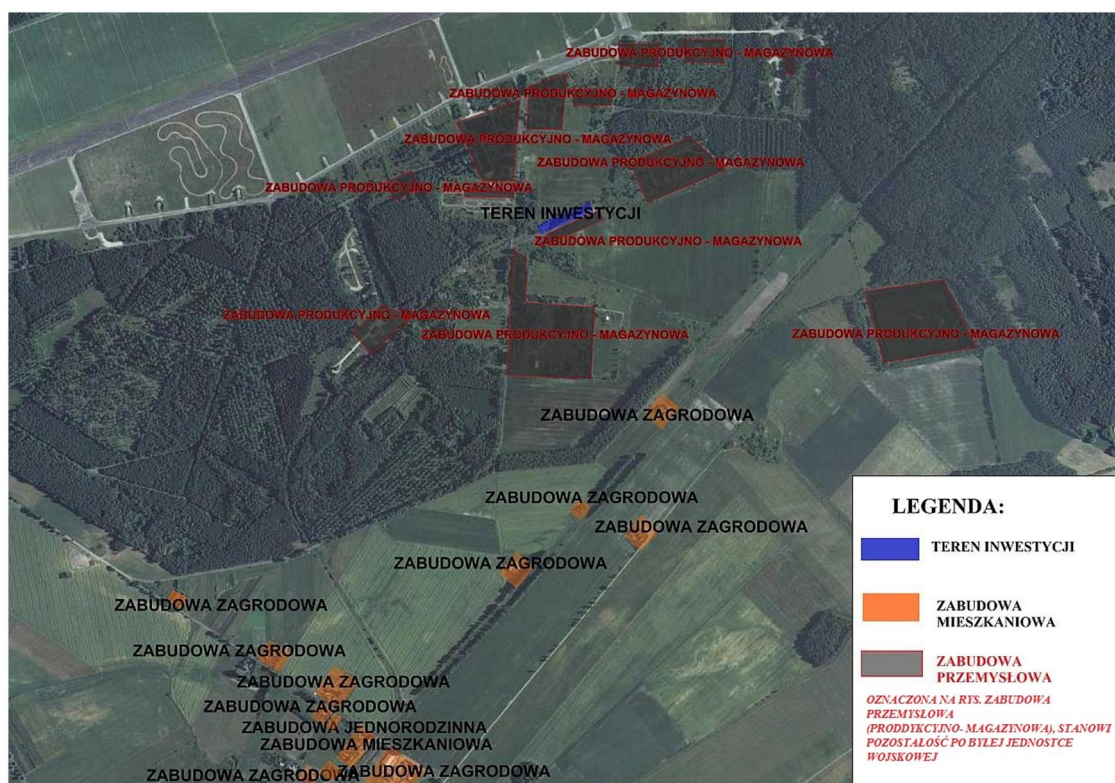 ZABUDOWA PRODUKCYJNO - MAGAZYNOWA
ZABUDOWA PRODUKCYJNO - MAGAZYNOWA
ZABUDOWA PRODUKCYJNO - MAGAZYNOWA
ZABUDOWA PRODUKCYJNO - MAGAZYNOWA
ZABUDOWA PRODUKCYJNO - MAGAZYNOWA
TEREN INWESTYCJI
ZABUDOWA PRODUKCYJNO - MAGAZYNOWA
ZABUDOWA PRODUKCYJNO - MAGAZYNOWA
ZABUDOWA PRODUKCYJNO - MAGAZYNOWA
ZABUDOWA PRODUKCYJNO - MAGAZYNOWA
ZABUDOWA ZAGRODOWA
ZABUDOWA ZAGRODOWA
ZABUDOWA ZAGRODOWA
ZABUDOWA ZAGRODOWA
ZABUDOWA ZAGRODOWA
ZABUDOWA ZAGRODOWA
ZABUDOWA ZAGRODOWA
ZABUDOWA ZAGRODOWA
ZABUDOWA JEDNORODZINNA
ZABUDOWA MIESZKANIOWA
ZABUDOWA ZAGRODOWA
ZABUDOWA ZAGRODOWA
LEGENDA:
TEREN INWESTYCJI
ZABUDOWA
MIESZKANIOWA
ZABUDOWA
PRZEMYSŁOWA
OZNACZONA NA RYS. ZABUDOWA
PRZEMYSŁOWA
(PRODDYKCYJNO- MAGAZYNOWA), STANOWI
POZOSTAŁOŚĆ PO BYLEJ JEDNOSTCE
WOJSKOWEJ